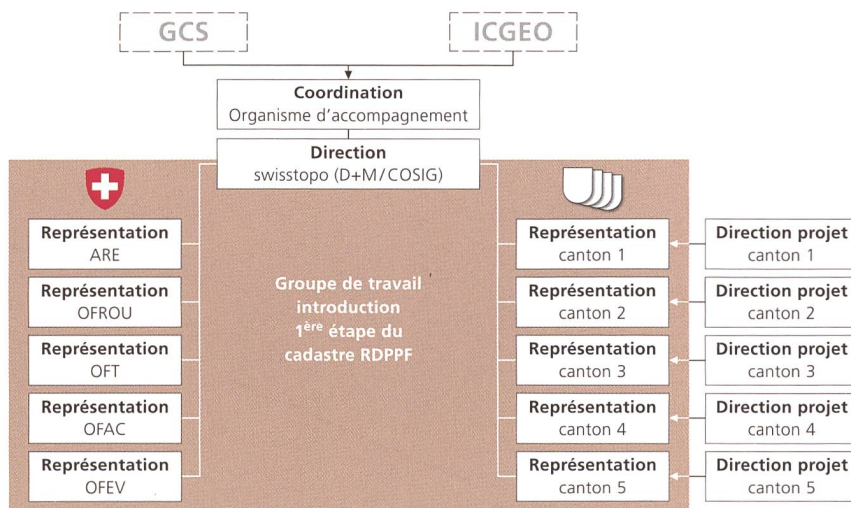 GCS
ICGEO
Coordination
Organisme d'accompagnement
Direction
swisstopo (D+M/COSIG)
Représentation
ARE
Représentation
OFROU
Représentation
OFT
Représentation
OFAC
Représentation
OFEV
Groupe de travail
introduction
1ère étape du
cadastre RDPPF
Représentation
canton 1
Représentation
canton 2
Représentation
canton 3
Représentation
canton 4
Représentation
canton 5
Direction projet
canton 1
Direction projet
canton 2
Direction projet
canton 3
Direction projet
canton 4
Direction projet
canton 5